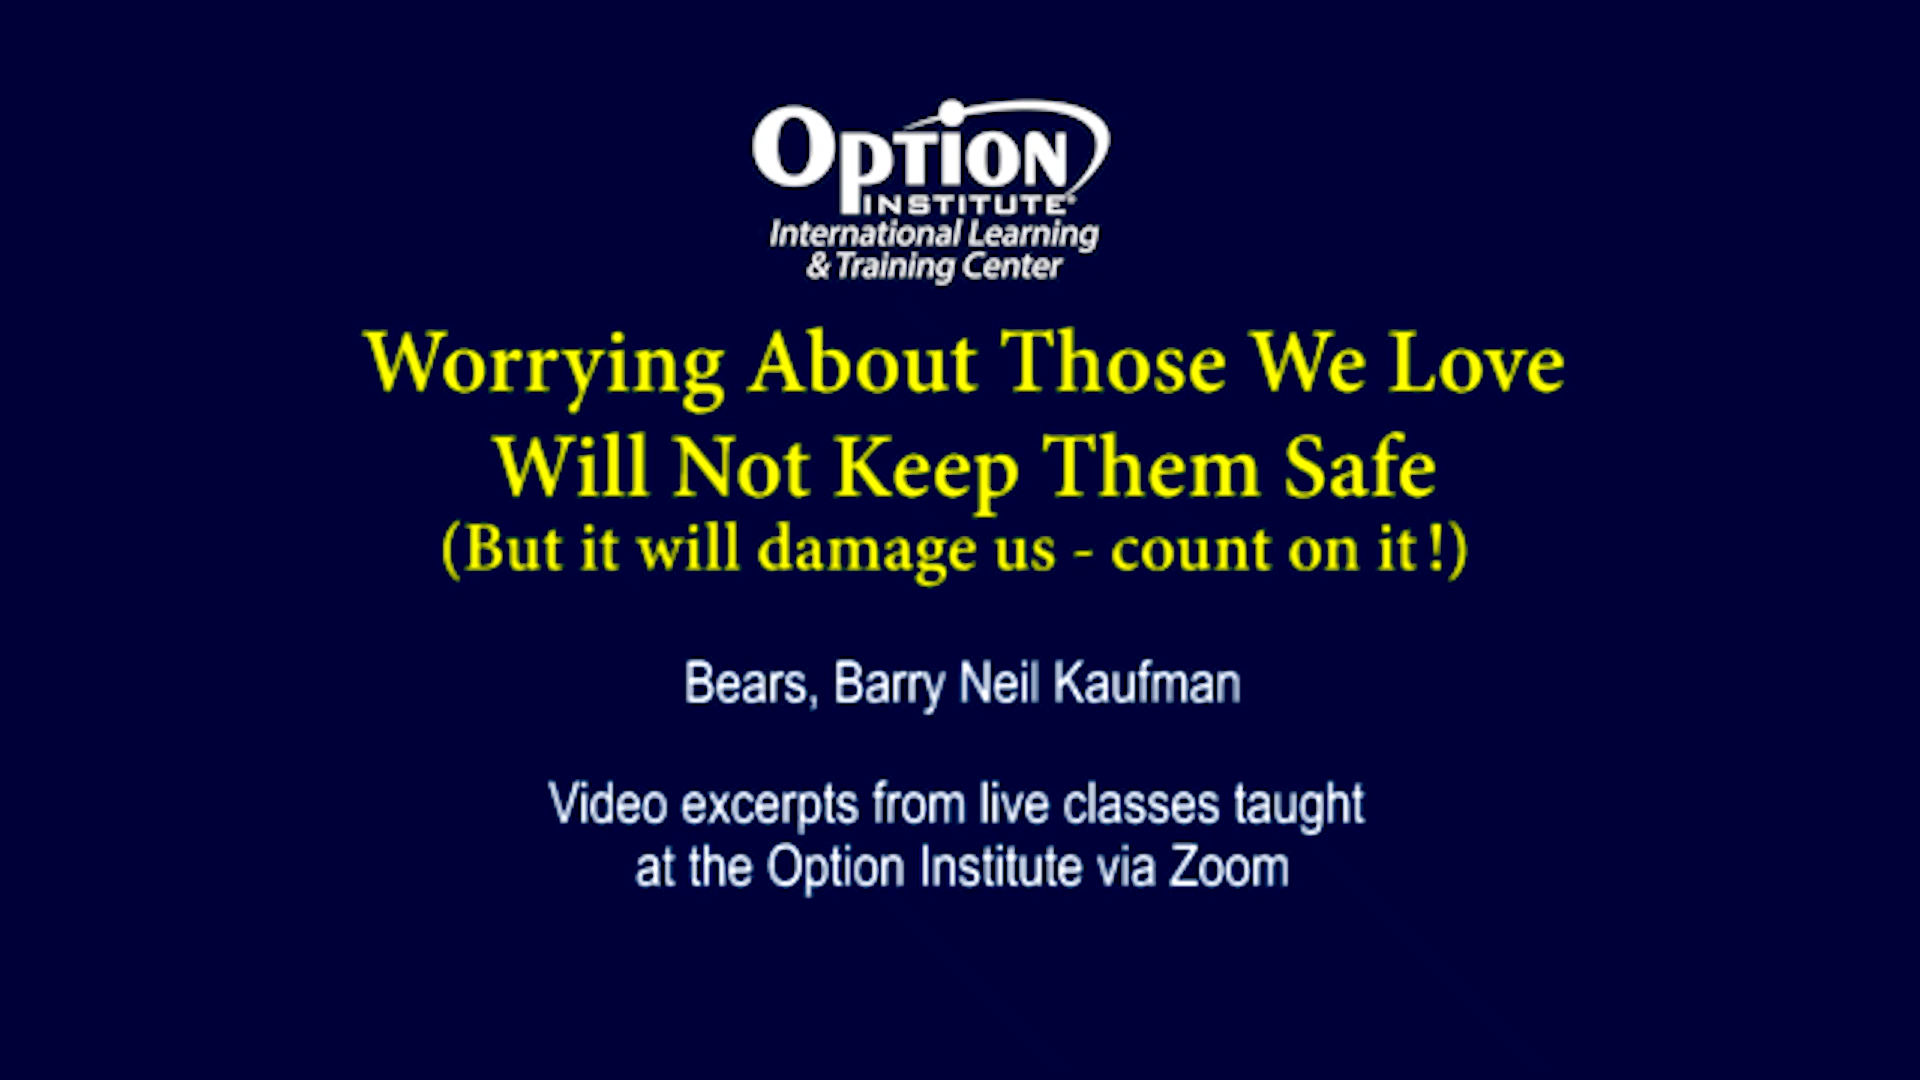 OPTION
INSTITUTE®
International Learning
& Training Center
Worrying About Those We Love
Will Not Keep Them Safe
(But it will damage us - count on it!)
Bears, Barry Neil Kaufman
Video excerpts from live classes taught
at the Option Institute via Zoom